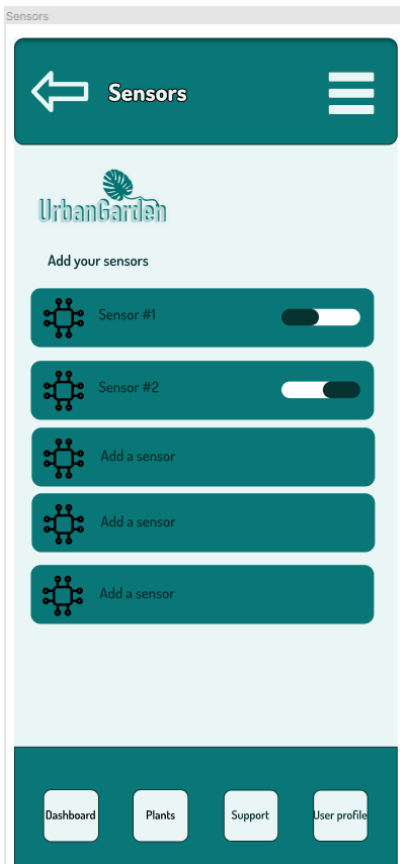 Sensors
Sensors
UrbanGarden
Add your sensors
Sensor #1
Sensor #2
Add a sensor
Add a sensor
Add a sensor
Dashboard
Plants
Support
User profile